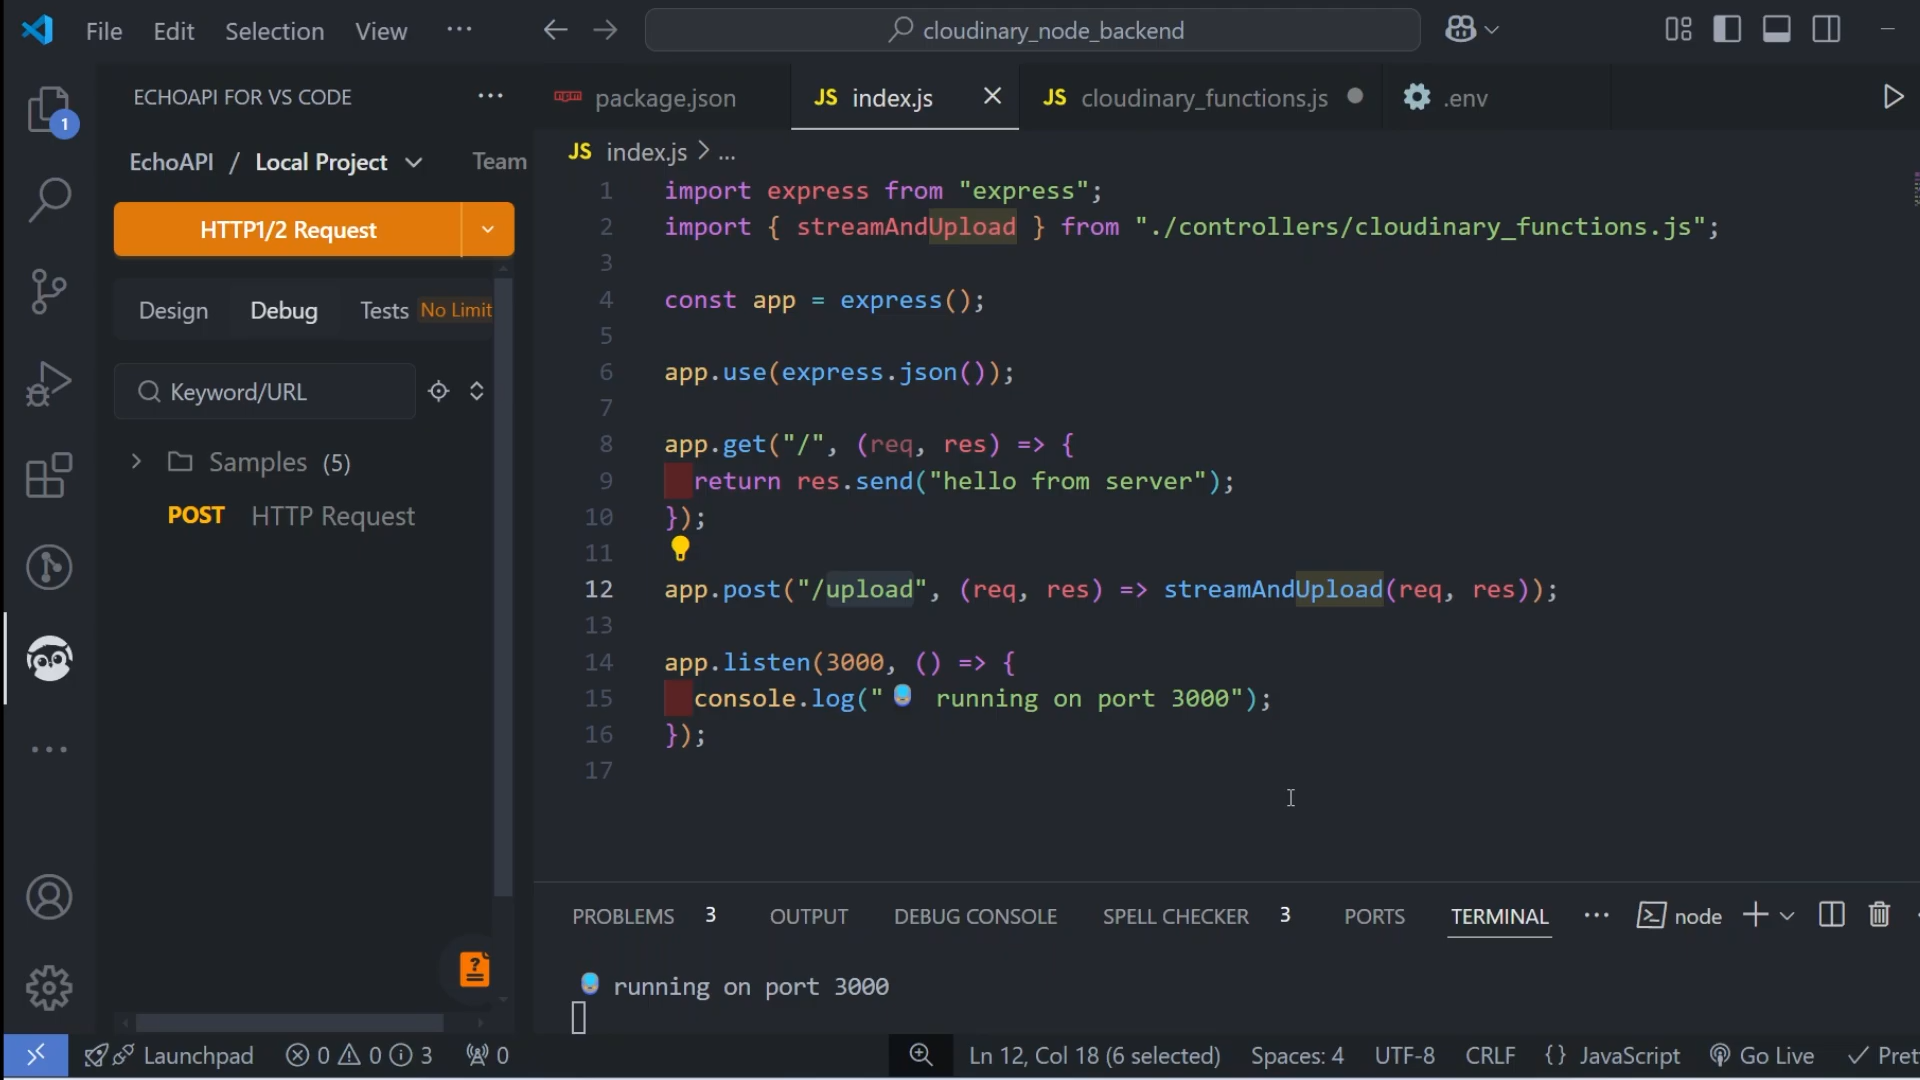 File Edit Selection View ··· cloudinary_node_backend
1
ECHOAPI FOR VS CODE ···
EchoAPI / Local Project Team
HTTP1/2 Request
Design Debug Tests No Limit
Keyword/URL
Samples (5)
POST HTTP Request
package.json JS index.js JS cloudinary_functions.js .env
JS index.js > ...
1 import express from "express";
2 import { streamAndUpload } from "./controllers/cloudinary_functions.js";
3
4 const app = express();
5
6 app.use(express.json());
7
8 app.get("/", (req, res) => {
9 return res.send("hello from server");
10 });
11
12 app.post("/upload", (req, res) => streamAndUpload(req, res));
13
14 app.listen(3000, () => {
15 console.log(" running on port 3000");
16 });
17
PROBLEMS 3 OUTPUT DEBUG CONSOLE SPELL CHECKER 3 PORTS TERMINAL ··· node
running on port 3000
Launchpad 0 0 3 0 Ln 12, Col 18 (6 selected) Spaces: 4 UTF-8 CRLF {} JavaScript Go Live Pret